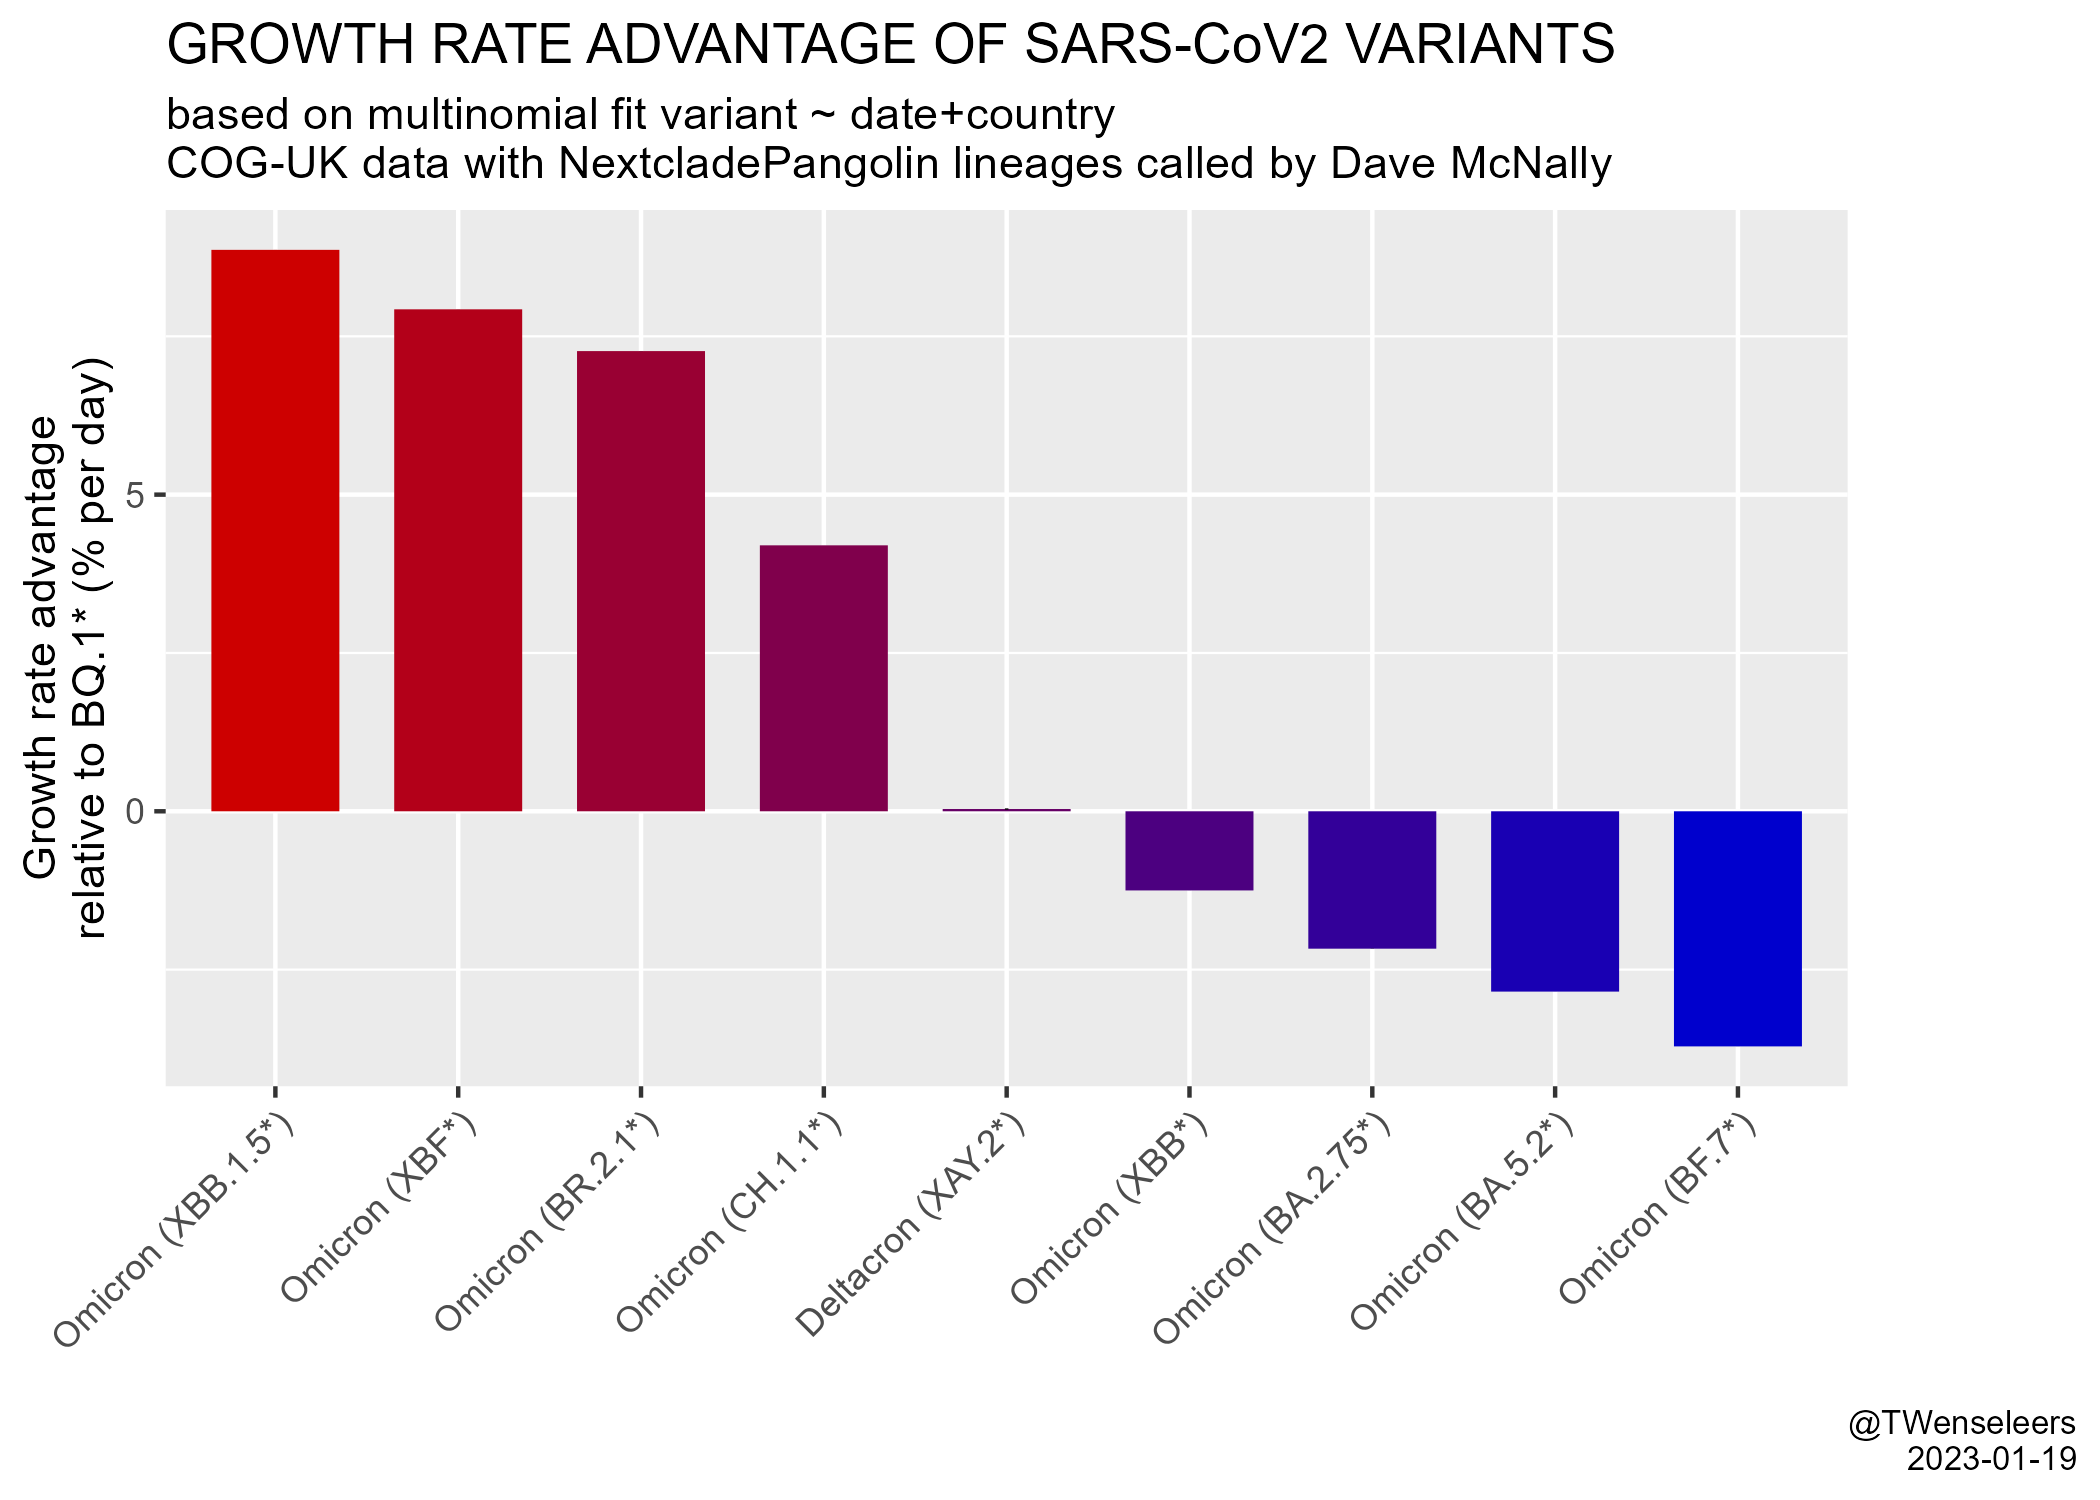 GROWTH RATE ADVANTAGE OF SARS-CoV2 VARIANTS
based on multinomial fit variant ~ date+country
COG-UK data with NextcladePangolin lineages called by Dave McNally
Growth rate advantage
relative to BQ.1* (% per day)
5
0
Omicron (XBB.1.5*)
Omicron (XBF*)
Omicron (BR.2.1*)
Omicron (CH.1.1*)
Deltacron (XAY.2*)
Omicron (XBB*)
Omicron (BA.2.75*)
Omicron (BA.5.2*)
Omicron (BF.7*)
@TWenseleers
2023-01-19